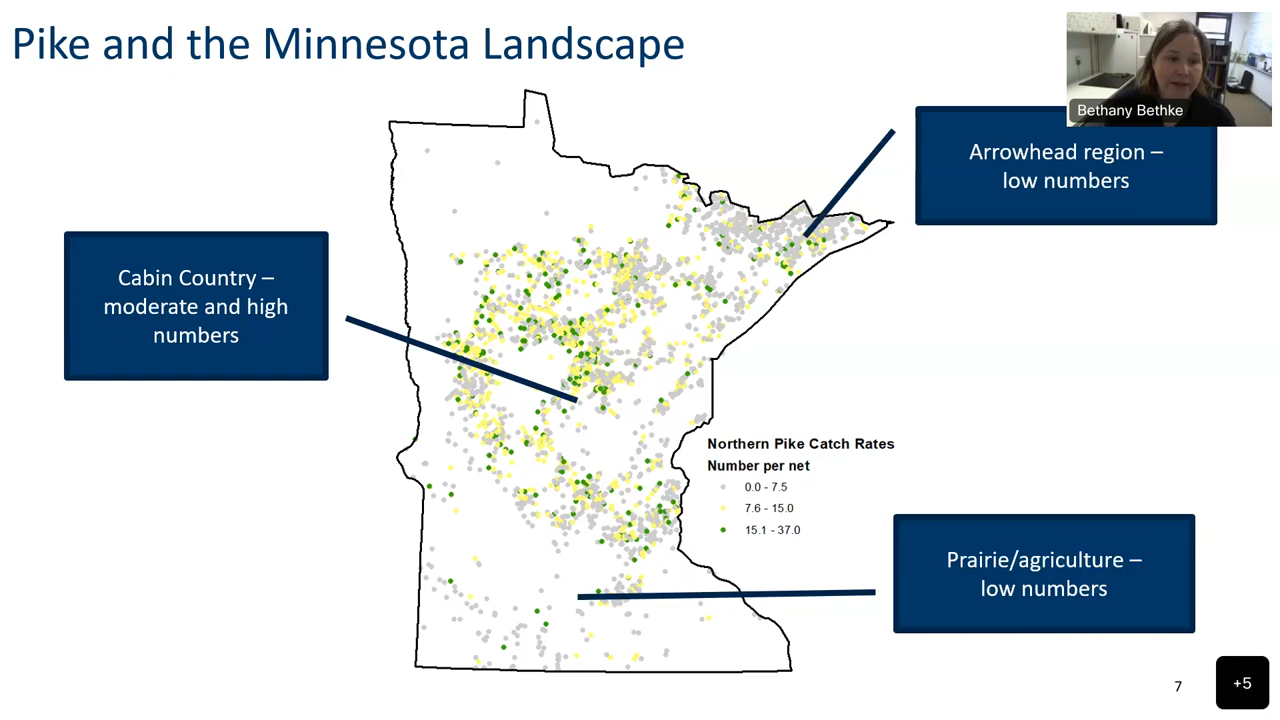 Pike and the Minnesota Landscape
Bethany Bethke
Arrowhead region –
low numbers
Cabin Country –
moderate and high
numbers
Northern Pike Catch Rates
Number per net
0.0 - 7.5
7.6 - 15.0
15.1 - 37.0
Prairie/agriculture –
low numbers
7
+5